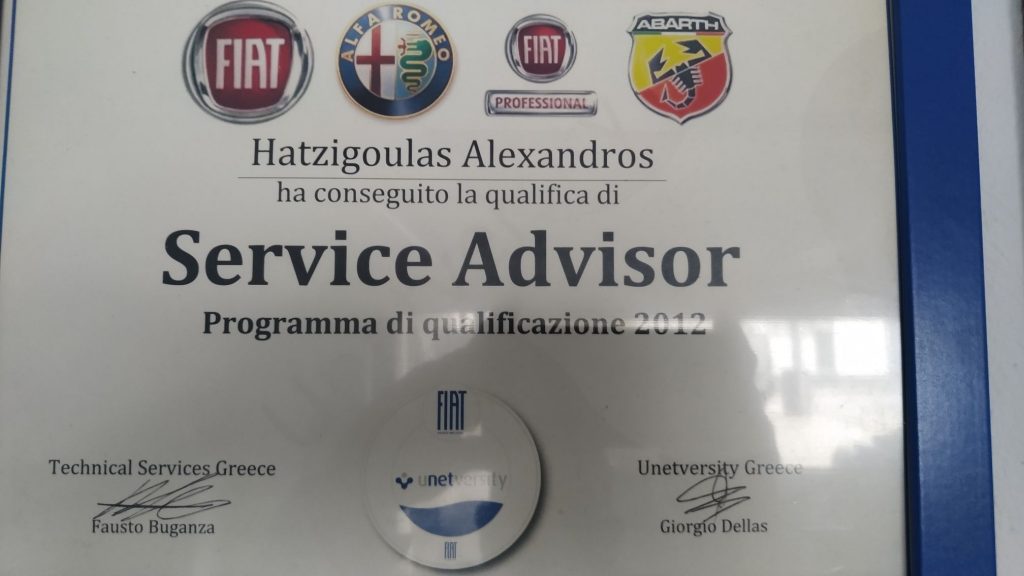 FIAT
ALFA ROMEO
FIAT
PROFESSIONAL
ABARTH
Hatzigoulas Alexandros
ha conseguito la qualifica di
Service Advisor
Programma di qualificazione 2012
FIAT
unetversity
FIAT
Technical Services Greece
Fausto Buganza
Unetversity Greece
Giorgio Dellas